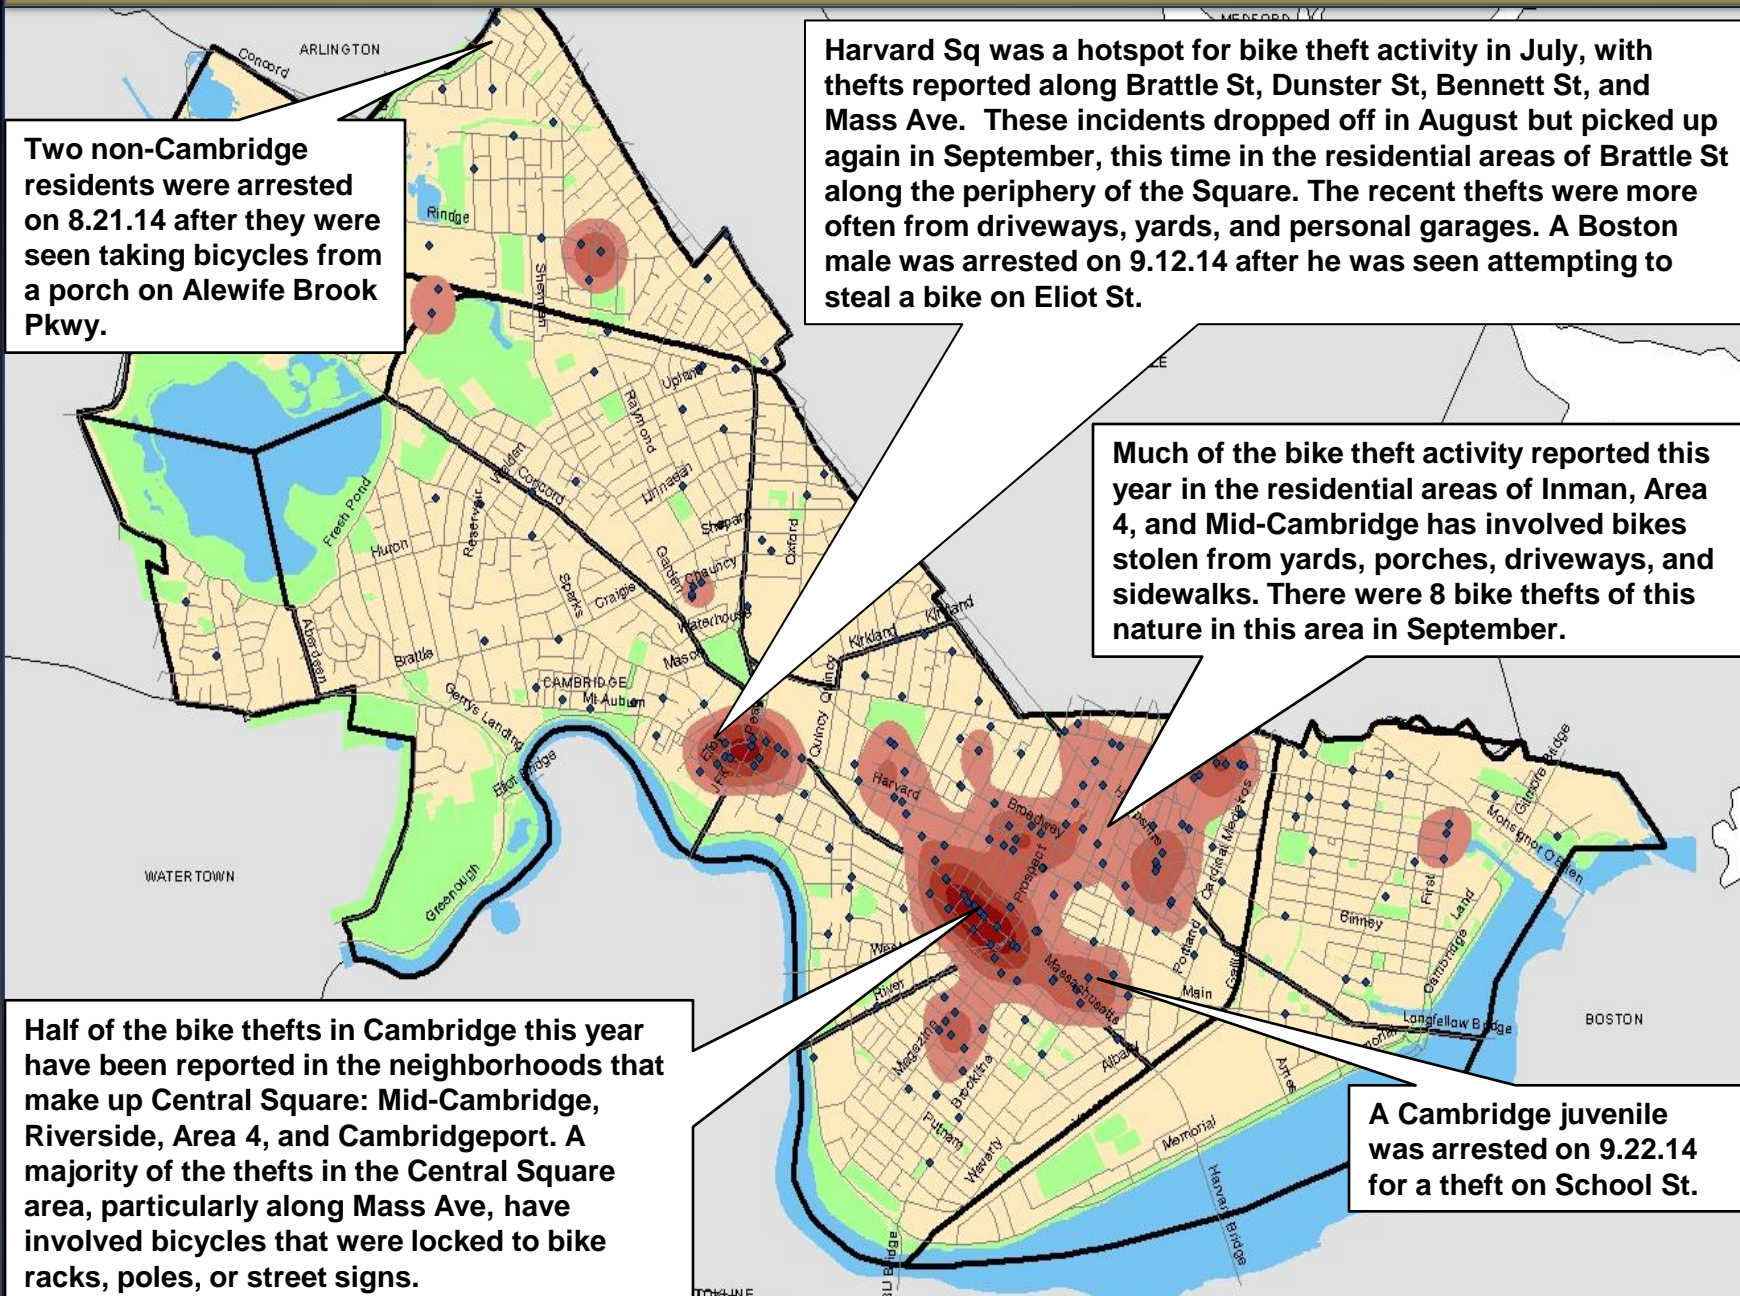 MEDFORD
ARLINGTON
Concord
Harvard Sq was a hotspot for bike theft activity in July, with
thefts reported along Brattle St, Dunster St, Bennett St, and
Mass Ave.  These incidents dropped off in August but picked up
again in September, this time in the residential areas of Brattle St
along the periphery of the Square. The recent thefts were more
often from driveways, yards, and personal garages. A Boston
male was arrested on 9.12.14 after he was seen attempting to
steal a bike on Eliot St.
Two non-Cambridge
residents were arrested
on 8.21.14 after they were
seen taking bicycles from
a porch on Alewife Brook
Pkwy.
Rindge
Sherman
Upland
Raymond
Walden
Concord
Linnaean
Shepard
Oxford
Fresh Pond
Reservoir
Huron
Garden
Chauncy
Sparks
Craigie
Waterhouse
Kirkland
Kirkland
Mason
Aberdeen
Brattle
CAMBRIDGE
Mt Auburn
Gerrys Landing
Eliot Bridge
Quincy
Quincy
Much of the bike theft activity reported this
year in the residential areas of Inman, Area
4, and Mid-Cambridge has involved bikes
stolen from yards, porches, driveways, and
sidewalks. There were 8 bike thefts of this
nature in this area in September.
Harvard
Broadway
Prospect
Cardinal Medeiros
Gilmore Bridge
Monsignor O'Brien
WATERTOWN
Greenough
First
Land
Binney
Cambridge
Portland
Main
Massachusetts
River
Longfellow Bridge
BOSTON
Magazine
Brookline
Albany
Ames
Putnam
Waverly
Memorial
Harvard Bridge
BU Bridge
Half of the bike thefts in Cambridge this year
have been reported in the neighborhoods that
make up Central Square: Mid-Cambridge,
Riverside, Area 4, and Cambridgeport. A
majority of the thefts in the Central Square
area, particularly along Mass Ave, have
involved bicycles that were locked to bike
racks, poles, or street signs.
A Cambridge juvenile
was arrested on 9.22.14
for a theft on School St.